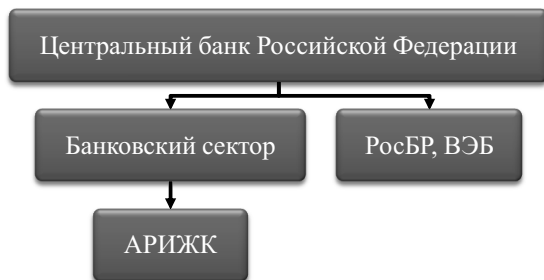 Центральный банк Российской Федерации
Банковский сектор
РосБР, ВЭБ
АРИЖК